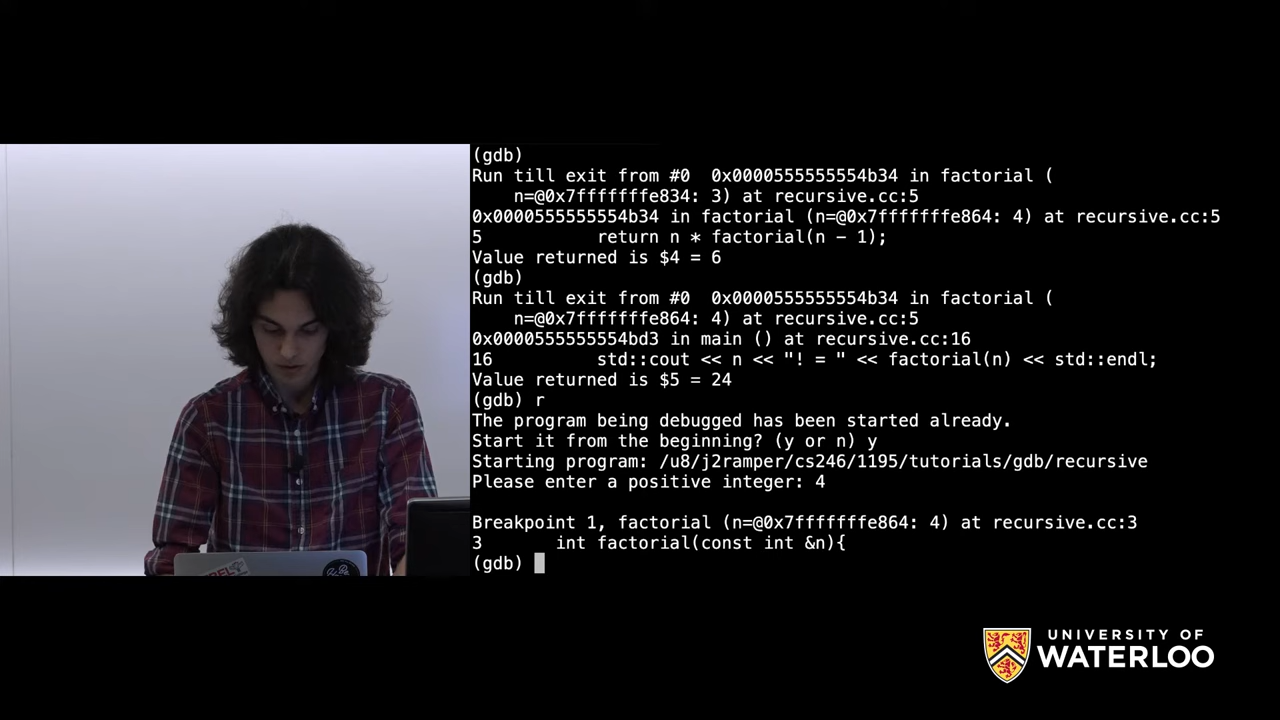 (gdb)
Run till exit from #0  0x0000555555554b34 in factorial (
    n=@0x7fffffffe834: 3) at recursive.cc:5
0x0000555555554b34 in factorial (n=@0x7fffffffe864: 4) at recursive.cc:5
5           return n * factorial(n - 1);
Value returned is $4 = 6
(gdb)
Run till exit from #0  0x0000555555554b34 in factorial (
    n=@0x7fffffffe864: 4) at recursive.cc:5
0x0000555555554bd3 in main () at recursive.cc:16
16          std::cout << n << "! = " << factorial(n) << std::endl;
Value returned is $5 = 24
(gdb) r
The program being debugged has been started already.
Start it from the beginning? (y or n) y
Starting program: /u8/j2ramper/cs246/1195/tutorials/gdb/recursive
Please enter a positive integer: 4
Breakpoint 1, factorial (n=@0x7fffffffe864: 4) at recursive.cc:3
3       int factorial(const int &n){
(gdb)
UNIVERSITY OF
WATERLOO